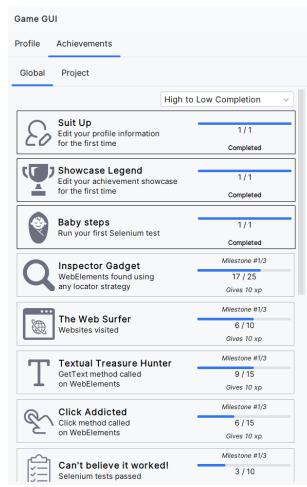 Game GUI
Profile Achievements
Global Project
High to Low Completion
Suit Up
Edit your profile information
for the first time
1 / 1
Completed
Showcase Legend
Edit your achievement showcase
for the first time
1 / 1
Completed
Baby steps
Run your first Selenium test
1 / 1
Completed
Inspector Gadget
WebElements found using
any locator strategy
Milestone #1/3
17 / 25
Gives 10 xp
The Web Surfer
Websites visited
Milestone #1/3
6 / 10
Gives 10 xp
Textual Treasure Hunter
GetText method called
on WebElements
Milestone #1/3
9 / 15
Gives 10 xp
Click Addicted
Click method called
on WebElements
Milestone #1/3
6 / 15
Gives 10 xp
Can't believe it worked!
Selenium tests passed
Milestone #1/3
3 / 10